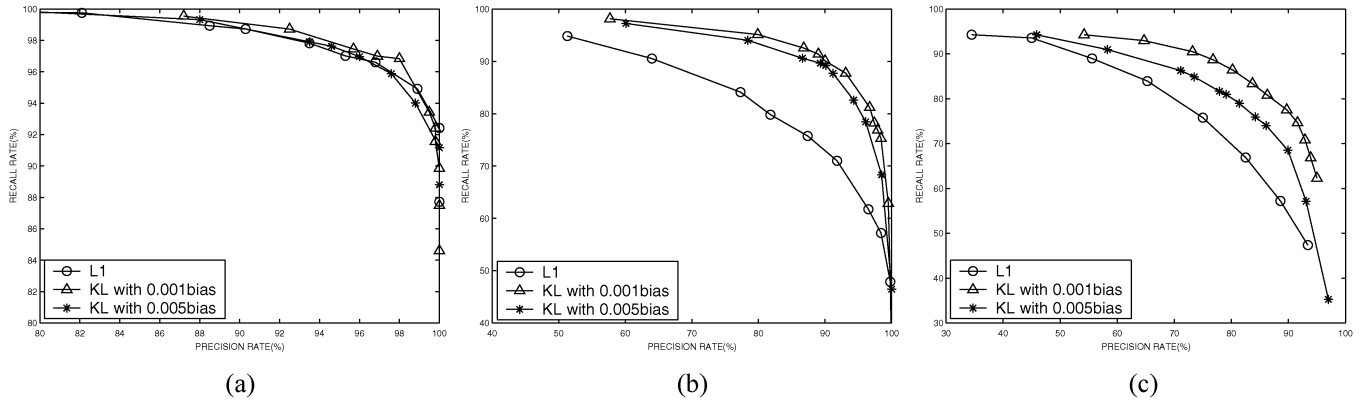 100
98
96
94
92
90
88
86
84
82
80
RECALL RATE(%)
L1
KL with 0.001bias
KL with 0.005bias
80 82 84 86 88 90 92 94 96 98 100
PRECISION RATE(%)
(a)
100
90
80
70
60
50
40
RECALL RATE(%)
L1
KL with 0.001bias
KL with 0.005bias
40 50 60 70 80 90 100
PRECISION RATE(%)
(b)
100
90
80
70
60
50
40
30
RECALL RATE(%)
L1
KL with 0.001bias
KL with 0.005bias
30 40 50 60 70 80 90 100
PRECISION RATE(%)
(c)